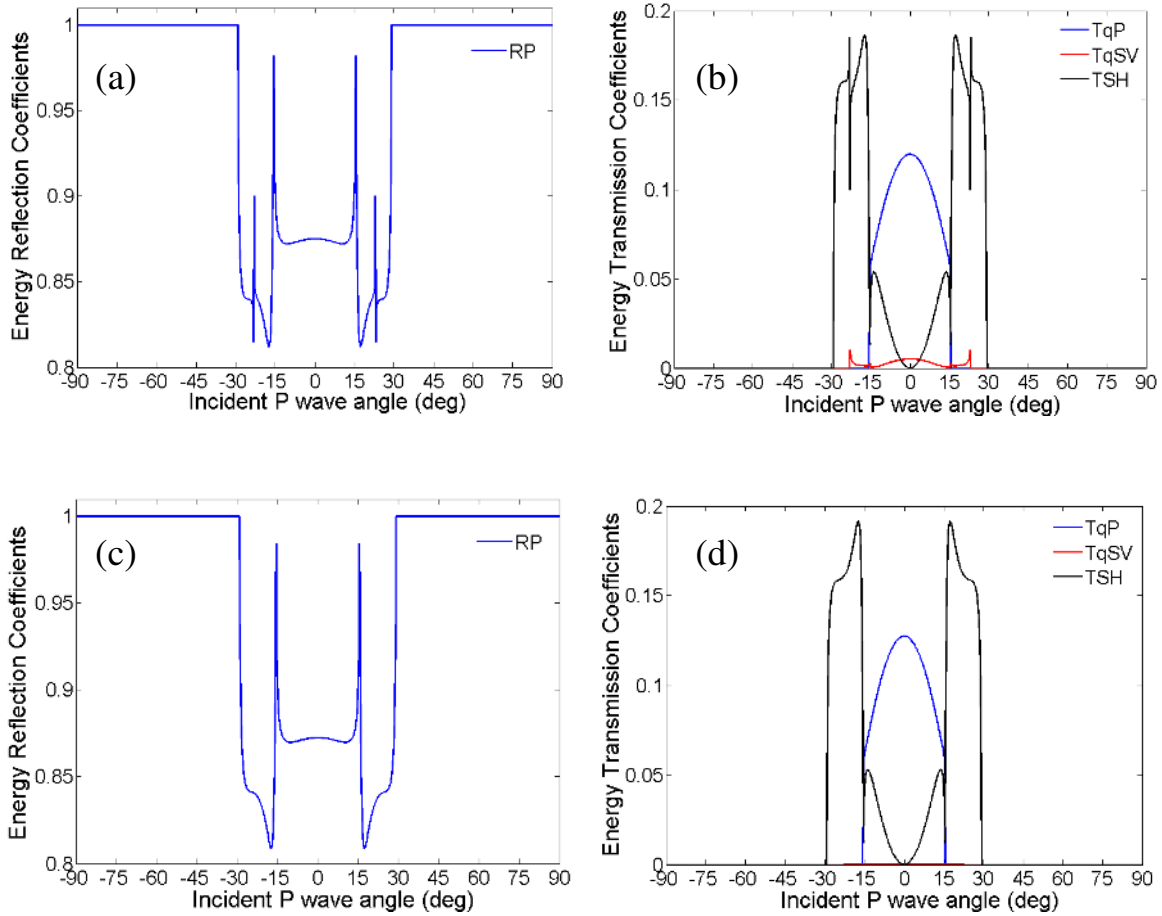 (a)
RP
Energy Reflection Coefficients
1
0.95
0.9
0.85
0.8
-90 -75 -60 -45 -30 -15 0 15 30 45 60 75 90
Incident P wave angle (deg)
(b)
TqP
TqSV
TSH
Energy Transmission Coefficients
0.2
0.15
0.1
0.05
0
-90 -75 -60 -45 -30 -15 0 15 30 45 60 75 90
Incident P wave angle (deg)
(c)
RP
Energy Reflection Coefficients
1
0.95
0.9
0.85
0.8
-90 -75 -60 -45 -30 -15 0 15 30 45 60 75 90
Incident P wave angle (deg)
(d)
TqP
TqSV
TSH
Energy Transmission Coefficients
0.2
0.15
0.1
0.05
0
-90 -75 -60 -45 -30 -15 0 15 30 45 60 75 90
Incident P wave angle (deg)